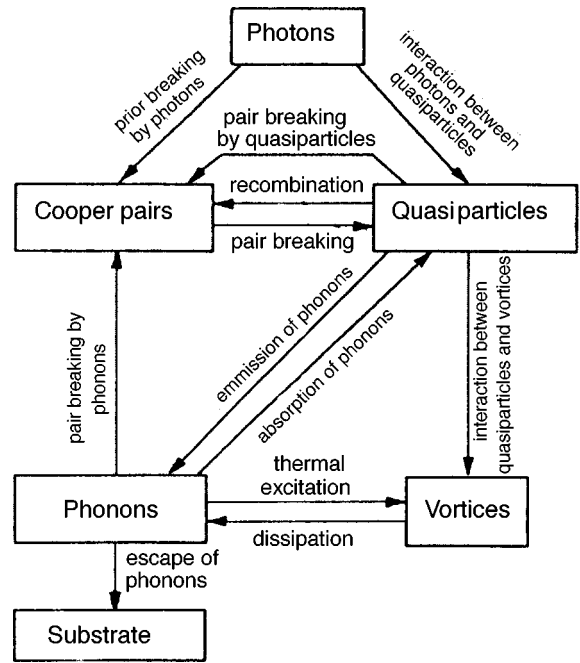 Photons
prior breaking
by photons
interaction between
photons and
quasiparticles
pair breaking
by quasiparticles
Cooper pairs
recombination
pair breaking
Quasiparticles
pair breaking by
phonons
emmission of phonons
absorption of phonons
interaction between
quasiparticles and vortices
Phonons
thermal
excitation
dissipation
Vortices
escape of
phonons
Substrate